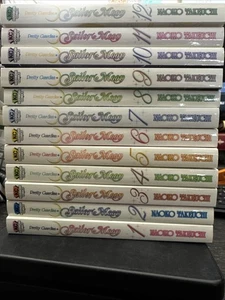 Pretty Guardian Sailor Moon 12 NAOKO TAKEUCHI
Pretty Guardian Sailor Moon 11 NAOKO TAKEUCHI
Pretty Guardian Sailor Moon 10 NAOKO TAKEUCHI
Pretty Guardian Sailor Moon 9 NAOKO TAKEUCHI
Pretty Guardian Sailor Moon 8 NAOKO TAKEUCHI
Pretty Guardian Sailor Moon 7 NAOKO TAKEUCHI
Pretty Guardian Sailor Moon 6 NAOKO TAKEUCHI
Pretty Guardian Sailor Moon 5 NAOKO TAKEUCHI
Pretty Guardian Sailor Moon 4 NAOKO TAKEUCHI
Pretty Guardian Sailor Moon 3 NAOKO TAKEUCHI
Pretty Guardian Sailor Moon 2 NAOKO TAKEUCHI
Pretty Guardian Sailor Moon 1 NAOKO TAKEUCHI